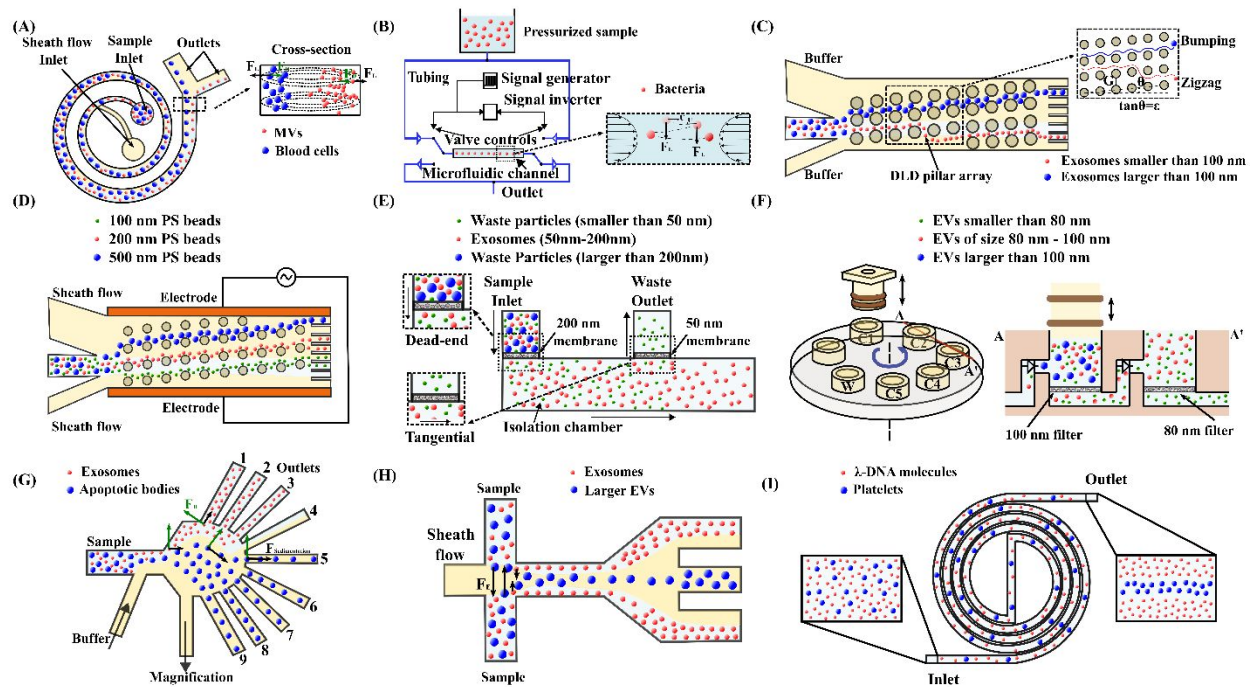 (A)
Sheath flow
Inlet
Sample
Inlet
Outlets
Cross-section
F_L
F_L
MVs
Blood cells
(B)
Pressurized sample
Tubing
Signal generator
Signal inverter
Valve controls
Microfluidic channel
Outlet
Bacteria
F_L
F_L
(C)
Buffer
Buffer
DLD pillar array
Bumping
Zigzag
G
θ
tanθ=ε
Exosomes smaller than 100 nm
Exosomes larger than 100 nm
(D)
100 nm PS beads
200 nm PS beads
500 nm PS beads
Sheath flow
Electrode
Electrode
Sheath flow
(E)
Waste particles (smaller than 50 nm)
Exosomes (50nm-200nm)
Waste Particles (larger than 200nm)
Sample
Inlet
Waste
Outlet
Dead-end
200 nm
membrane
50 nm
membrane
Tangential
Isolation chamber
(F)
EVs smaller than 80 nm
EVs of size 80 nm - 100 nm
EVs larger than 100 nm
A
C1
C2
C3
A'
C4
C5
W
A
A'
100 nm filter
80 nm filter
(G)
Exosomes
Apoptotic bodies
1
2
Outlets
3
4
Sample
F Sedimentation
5
6
7
8
9
Buffer
Magnification
(H)
Exosomes
Larger EVs
Sample
Sheath
flow
F_E
Sample
(I)
λ-DNA molecules
Platelets
Outlet
Inlet